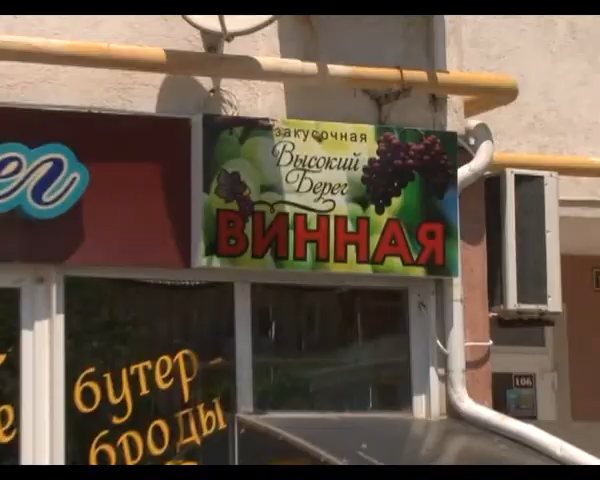 закусочная
Высокий
Берег
ВИННАЯ
бутер-
броды
106